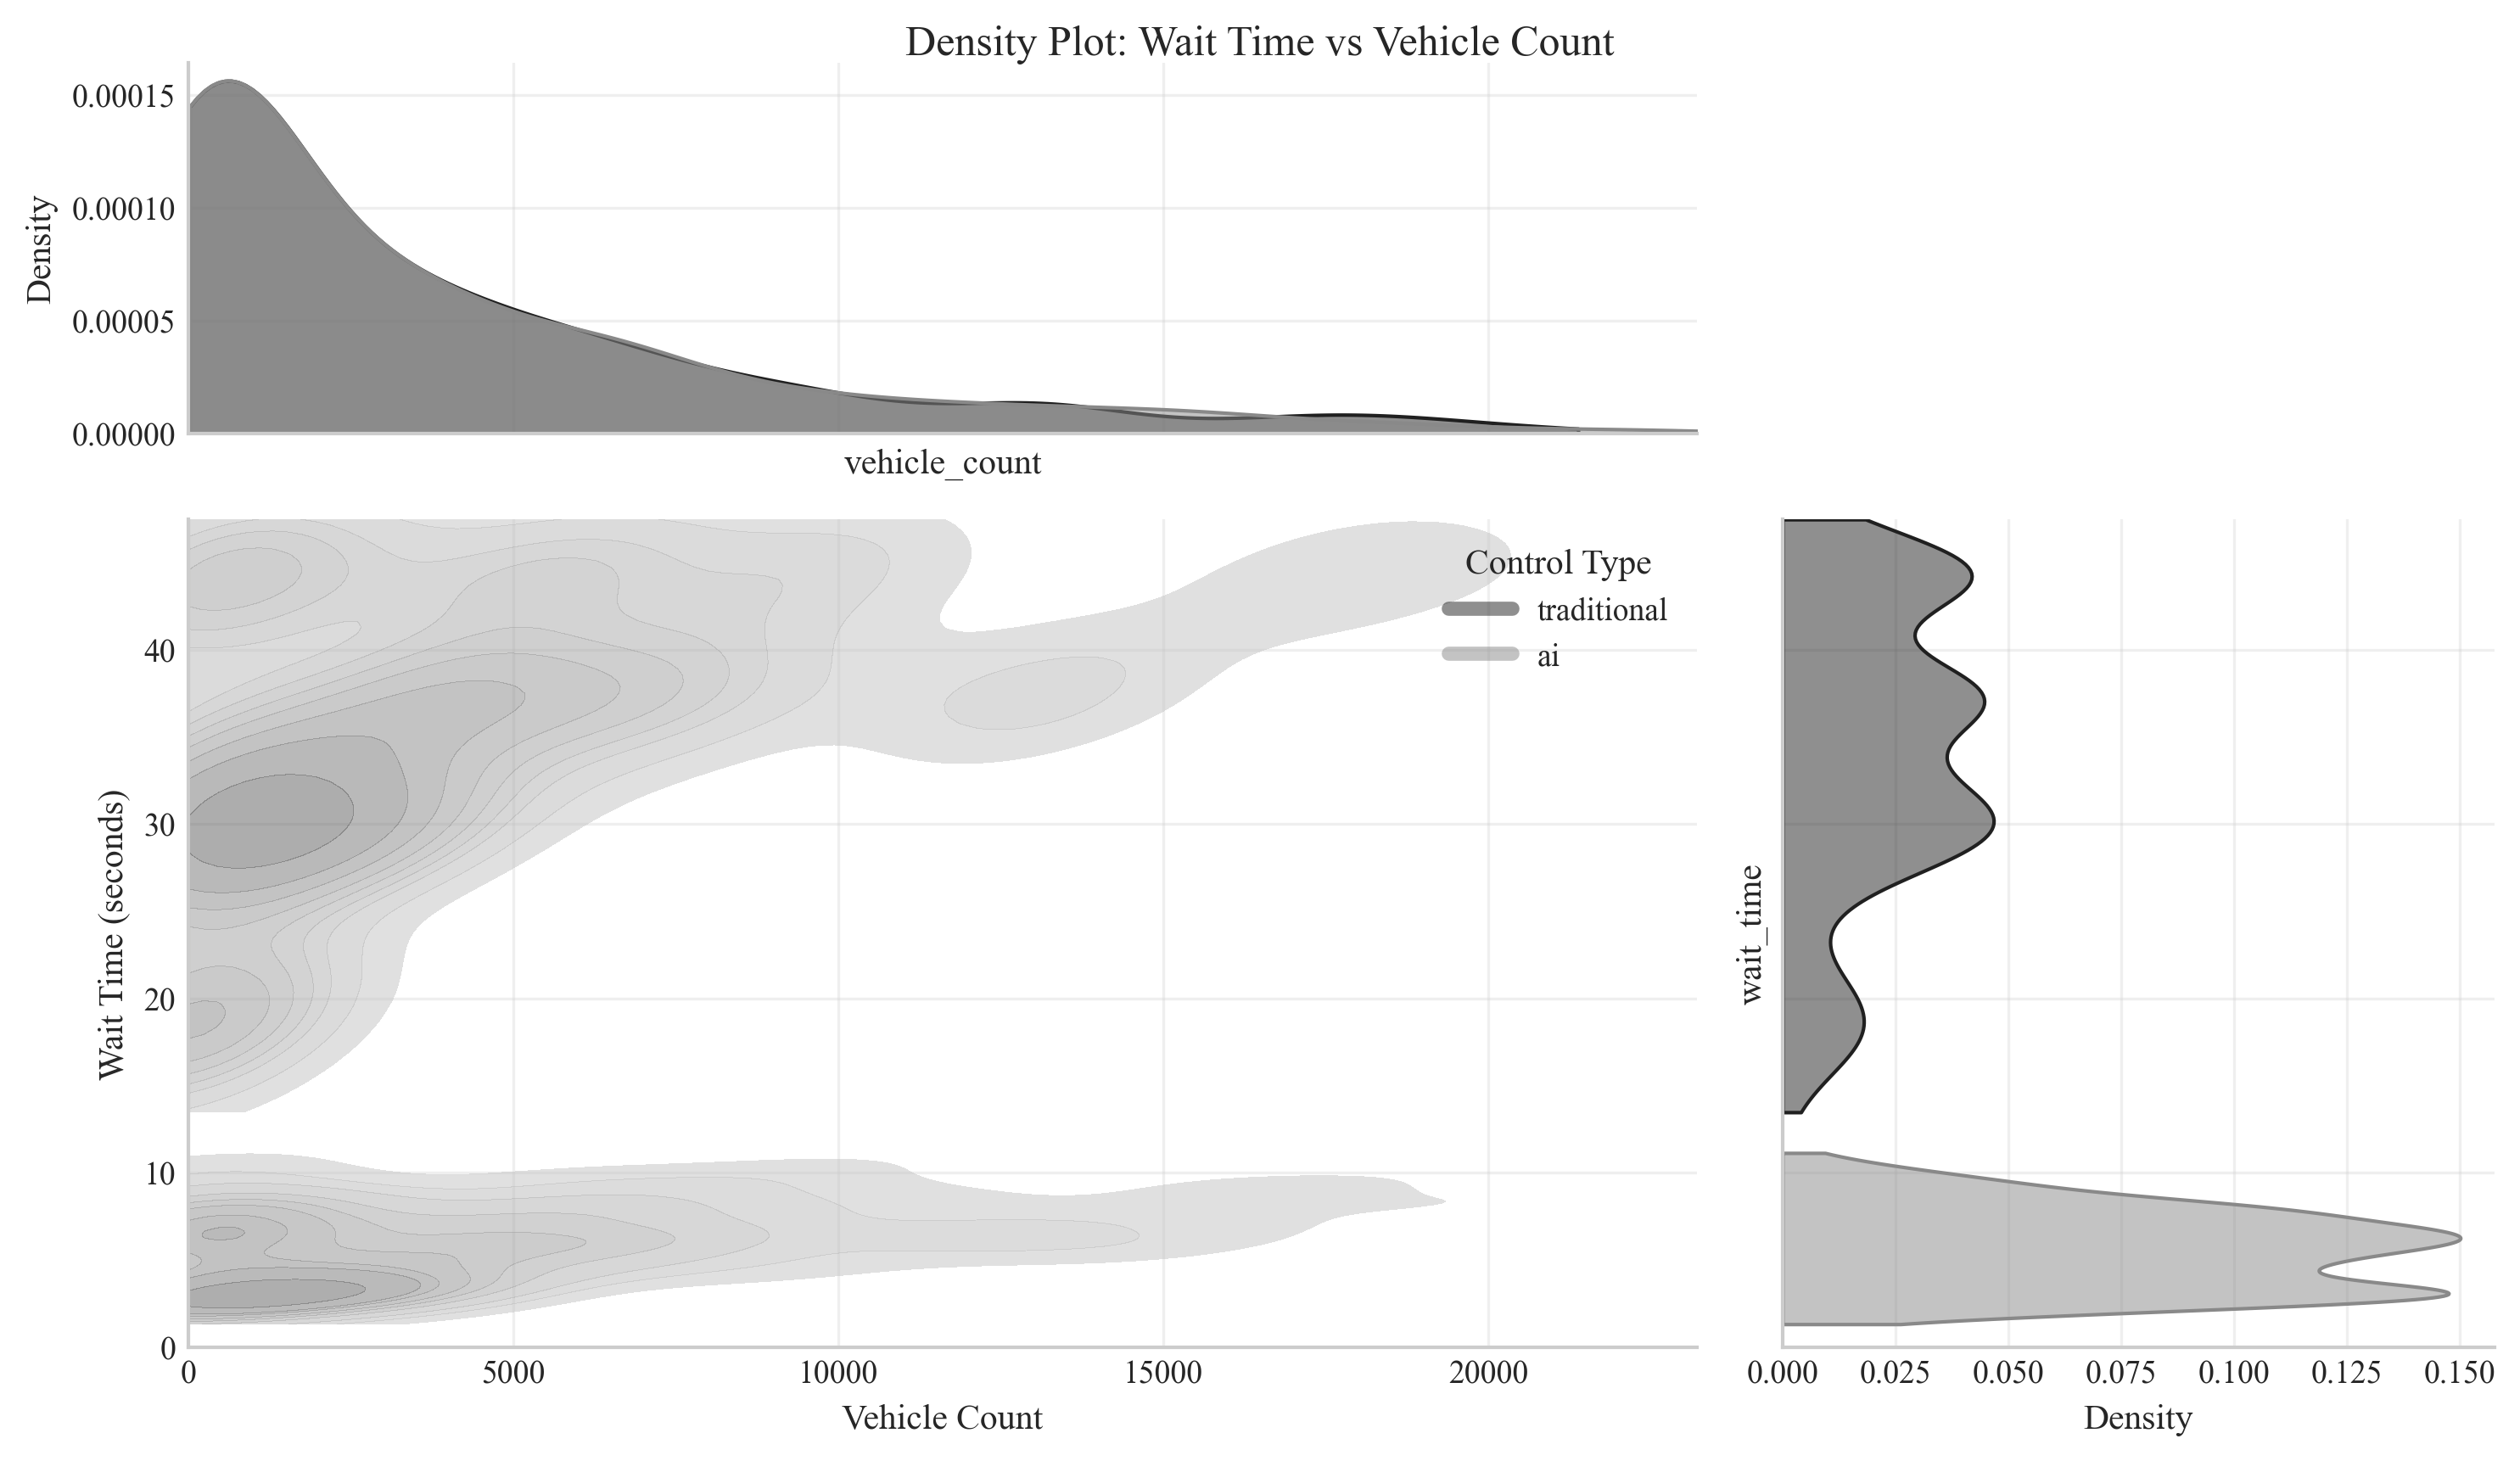 Density Plot: Wait Time vs Vehicle Count
Density
0.00015
0.00010
0.00005
0.00000
vehicle_count
Wait Time (seconds)
40
30
20
10
0
0 5000 10000 15000 20000
Vehicle Count
Control Type
traditional
ai
wait_time
0.000 0.025 0.050 0.075 0.100 0.125 0.150
Density